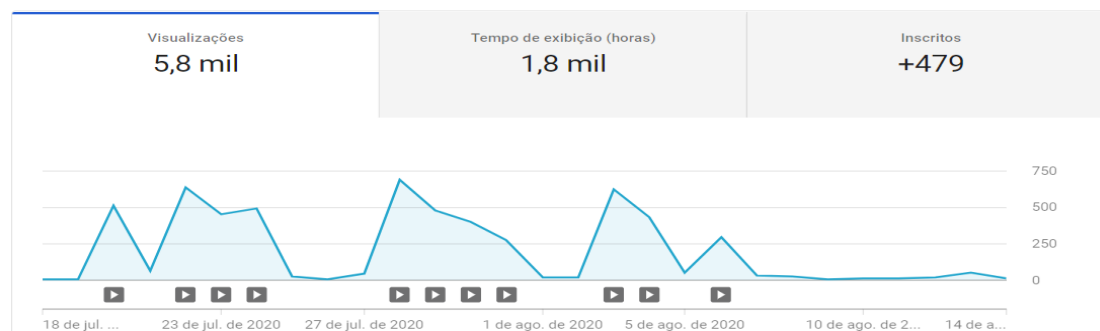 Visualizações
5,8 mil
Tempo de exibição (horas)
1,8 mil
Inscritos
+479
750
500
250
0
18 de jul. ...
23 de jul. de 2020
27 de jul. de 2020
1 de ago. de 2020
5 de ago. de 2020
10 de ago. de 2...
14 de a...